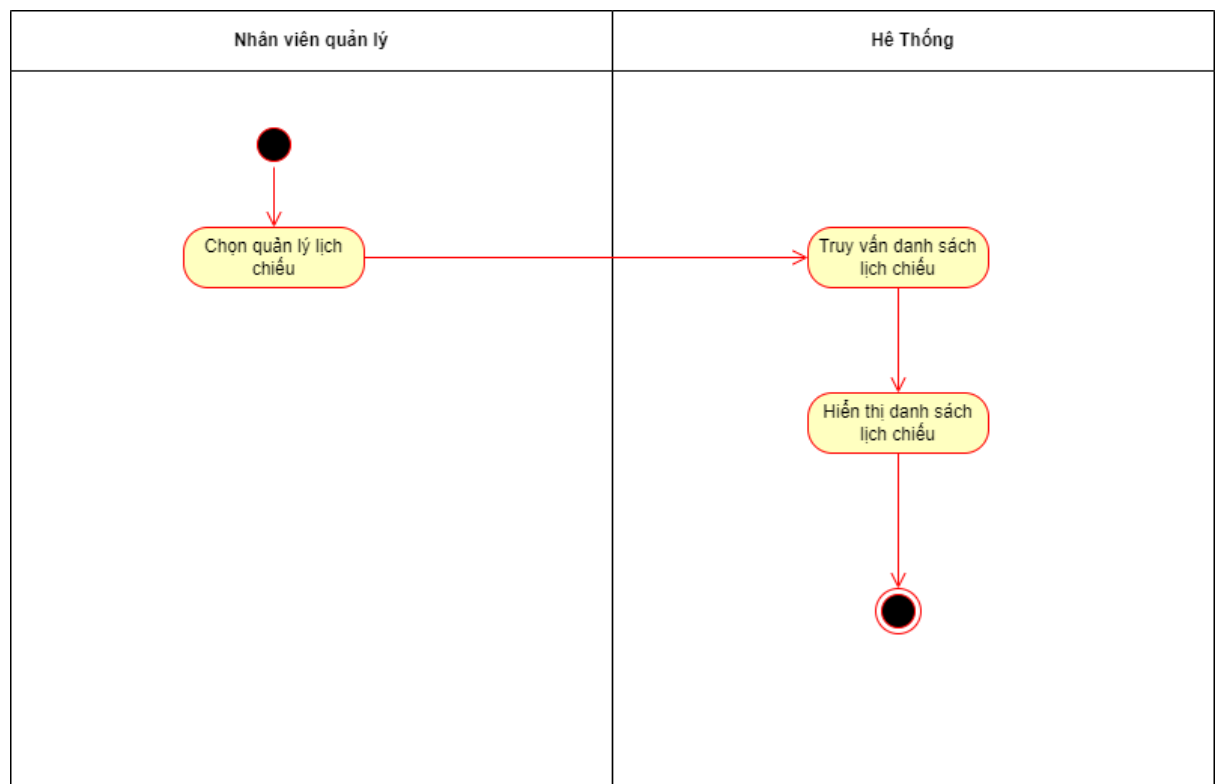 Nhân viên quản lý
Hê Thống
Chọn quản lý lịch
chiếu
Truy vấn danh sách
lịch chiếu
Hiển thị danh sách
lịch chiếu